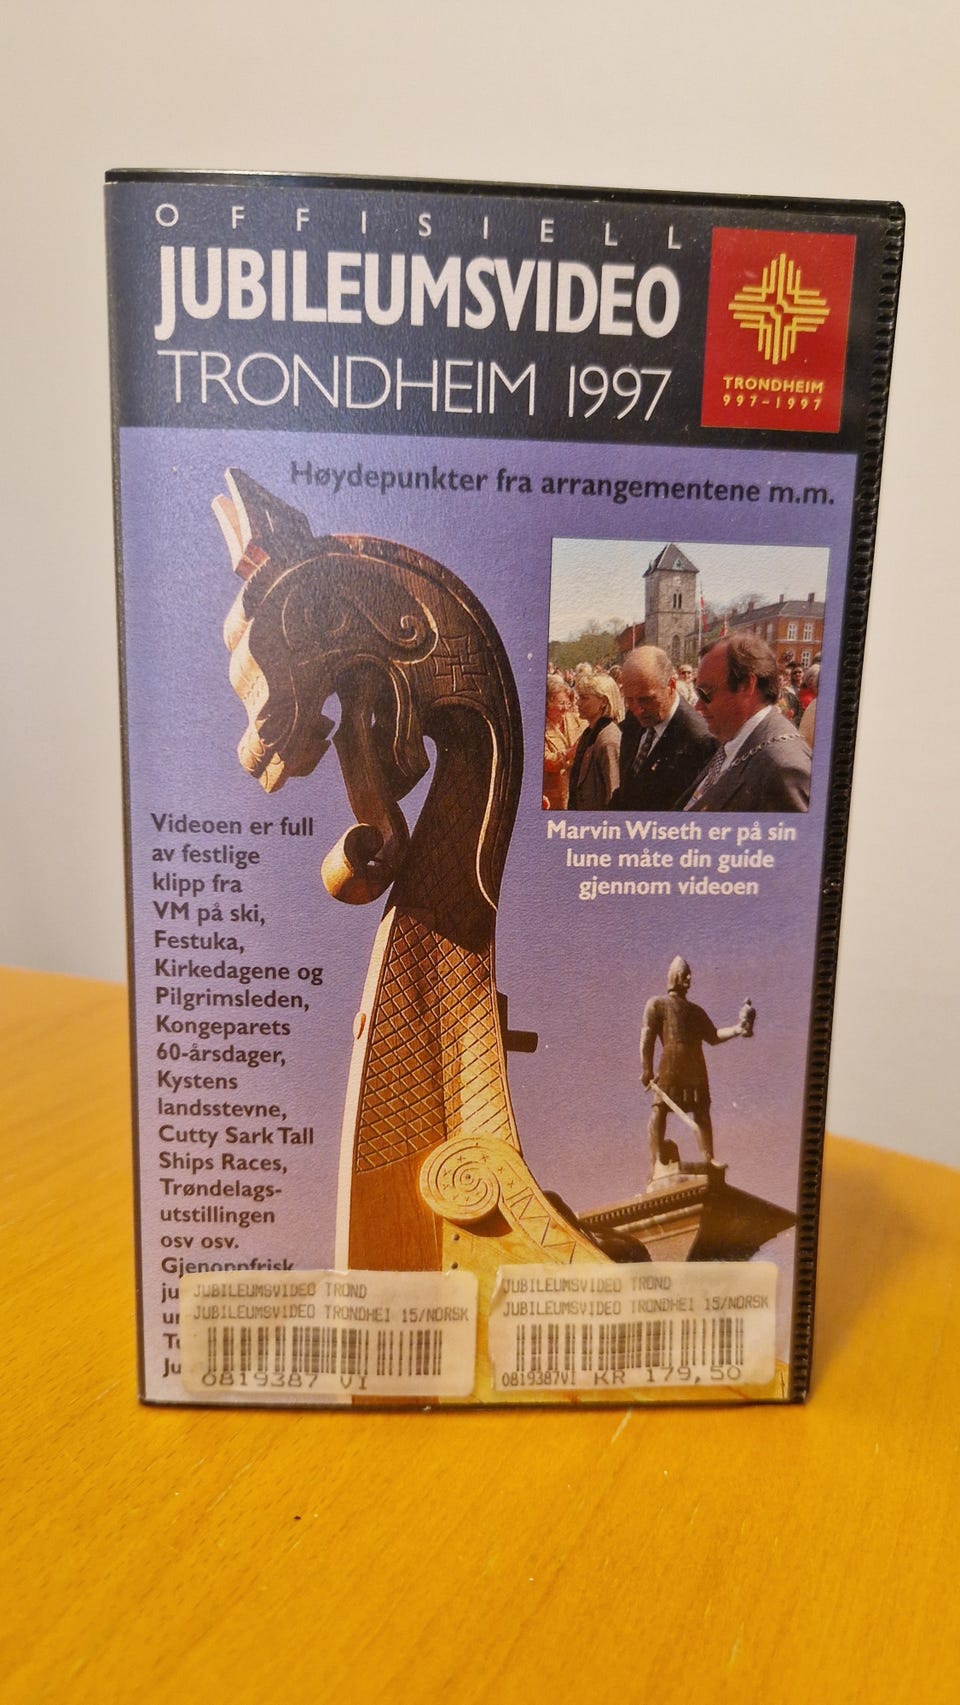 OFFISIELL
JUBILEUMSVIDEO
TRONDHEIM 1997
TRONDHEIM
997-1997
Høydepunkter fra arrangementene m.m.
Marvin Wiseth er på sin
lune måte din guide
gjennom videoen
Videoen er full
av festlige
klipp fra
VM på ski,
Festuka,
Kirkedagene og
Pilgrimsleden,
Kongeparets
60-årsdager,
Kystens
landsstevne,
Cutty Sark Tall
Ships Races,
Trøndelags-
utstillingen
osv osv.
Gjenoppfrisk
ju
JUBILEUMSVIDEO TROND
JUBILEUMSVIDEO TRONDHEI 15/NORSK
0819387 VI
JUBILEUMSVIDEO TROND
JUBILEUMSVIDEO TRONDHEI 15/NORSK
0819387VI KR 179,50